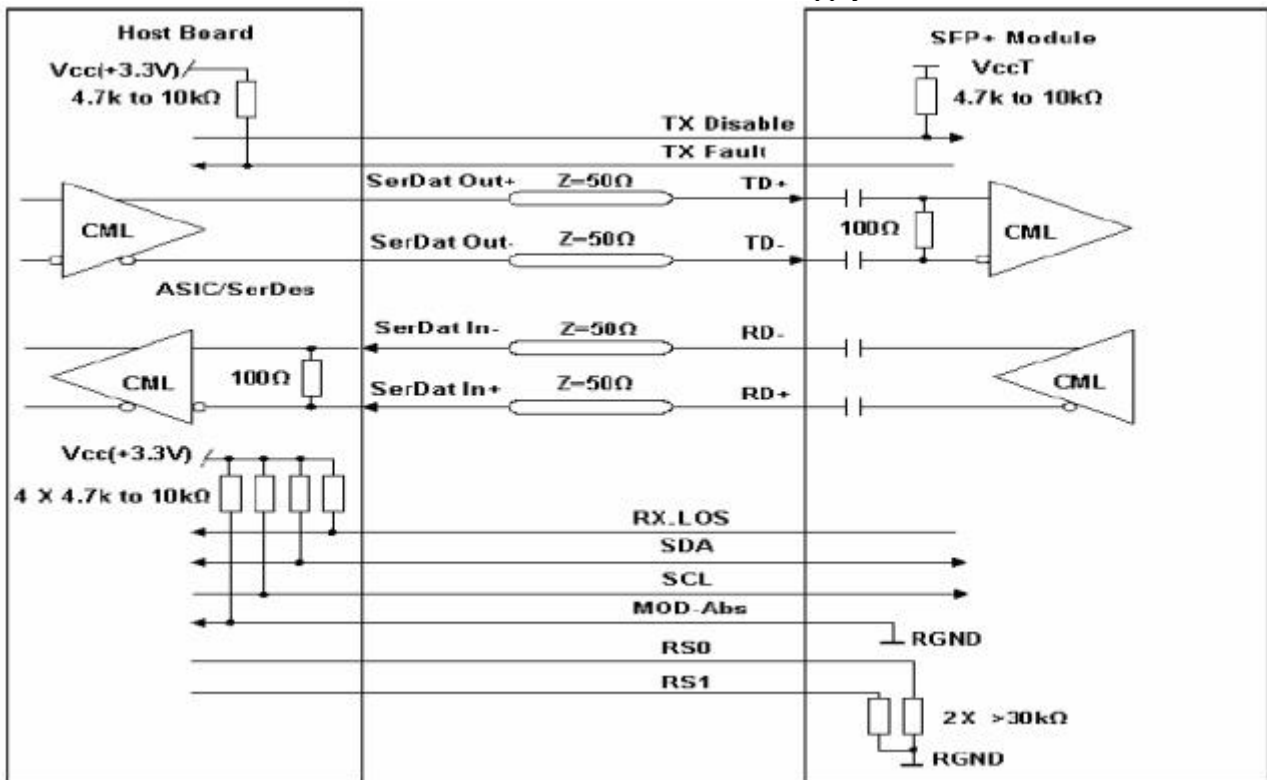 Host Board
SFP+ Module
Vcc(+3.3V)
4.7k to 10kΩ
VccT
4.7k to 10kΩ
TX Disable
TX Fault
SerDat Out+
Z=50Ω
TD+
CML
100Ω
CML
SerDat Out-
Z=50Ω
TD-
ASIC/SerDes
SerDat In-
Z=50Ω
RD-
CML
100Ω
CML
SerDat In+
Z=50Ω
RD+
Vcc(+3.3V)
4 X 4.7k to 10kΩ
RX_LOS
SDA
SCL
MOD-Abs
RGND
RS0
RS1
2X >30kΩ
RGND